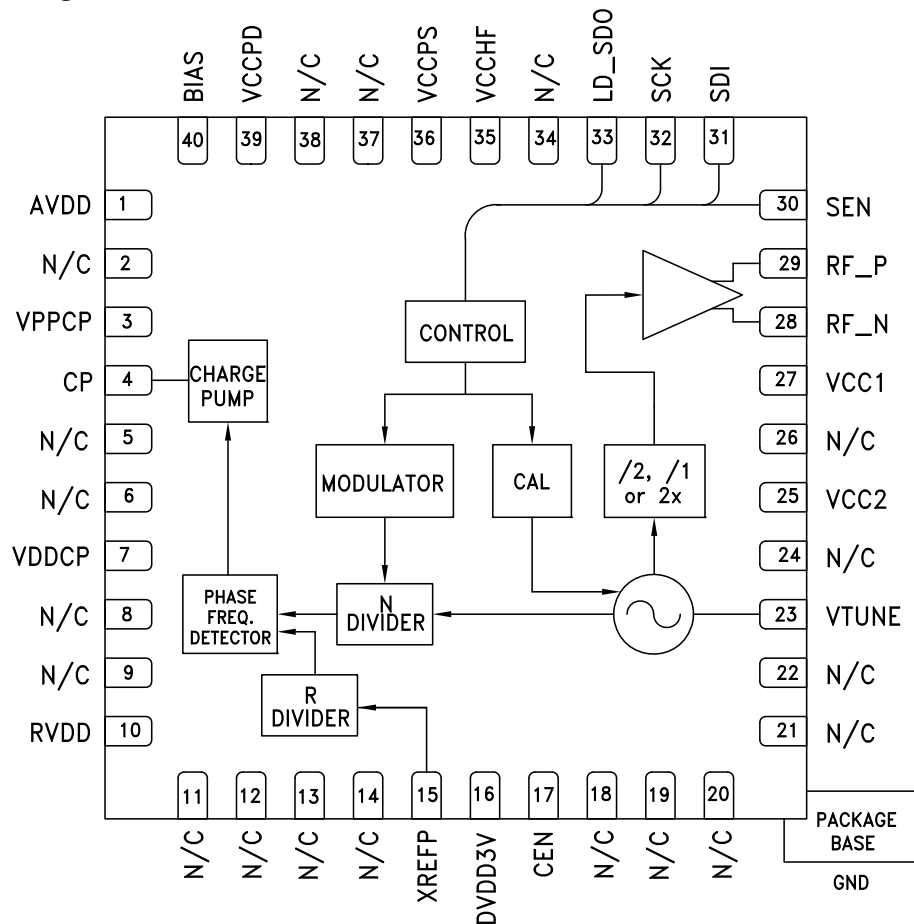 BIAS
VCCPD
N/C
N/C
VCCPS
VCCHF
N/C
LD_SDO
SCK
SDI
40
39
38
37
36
35
34
33
32
31
AVDD 1
N/C 2
VPPCP 3
CP 4
N/C 5
N/C 6
VDDCP 7
N/C 8
N/C 9
RVDD 10
30 SEN
29 RF_P
28 RF_N
27 VCC1
26 N/C
25 VCC2
24 N/C
23 VTUNE
22 N/C
21 N/C
CONTROL
CHARGE
PUMP
MODULATOR
CAL
/2, /1
or 2x
PHASE
FREQ.
DETECTOR
N
DIVIDER
R
DIVIDER
11
12
13
14
15
16
17
18
19
20
N/C
N/C
N/C
N/C
XREFP
DVDD3V
CEN
N/C
N/C
N/C
PACKAGE
BASE
GND